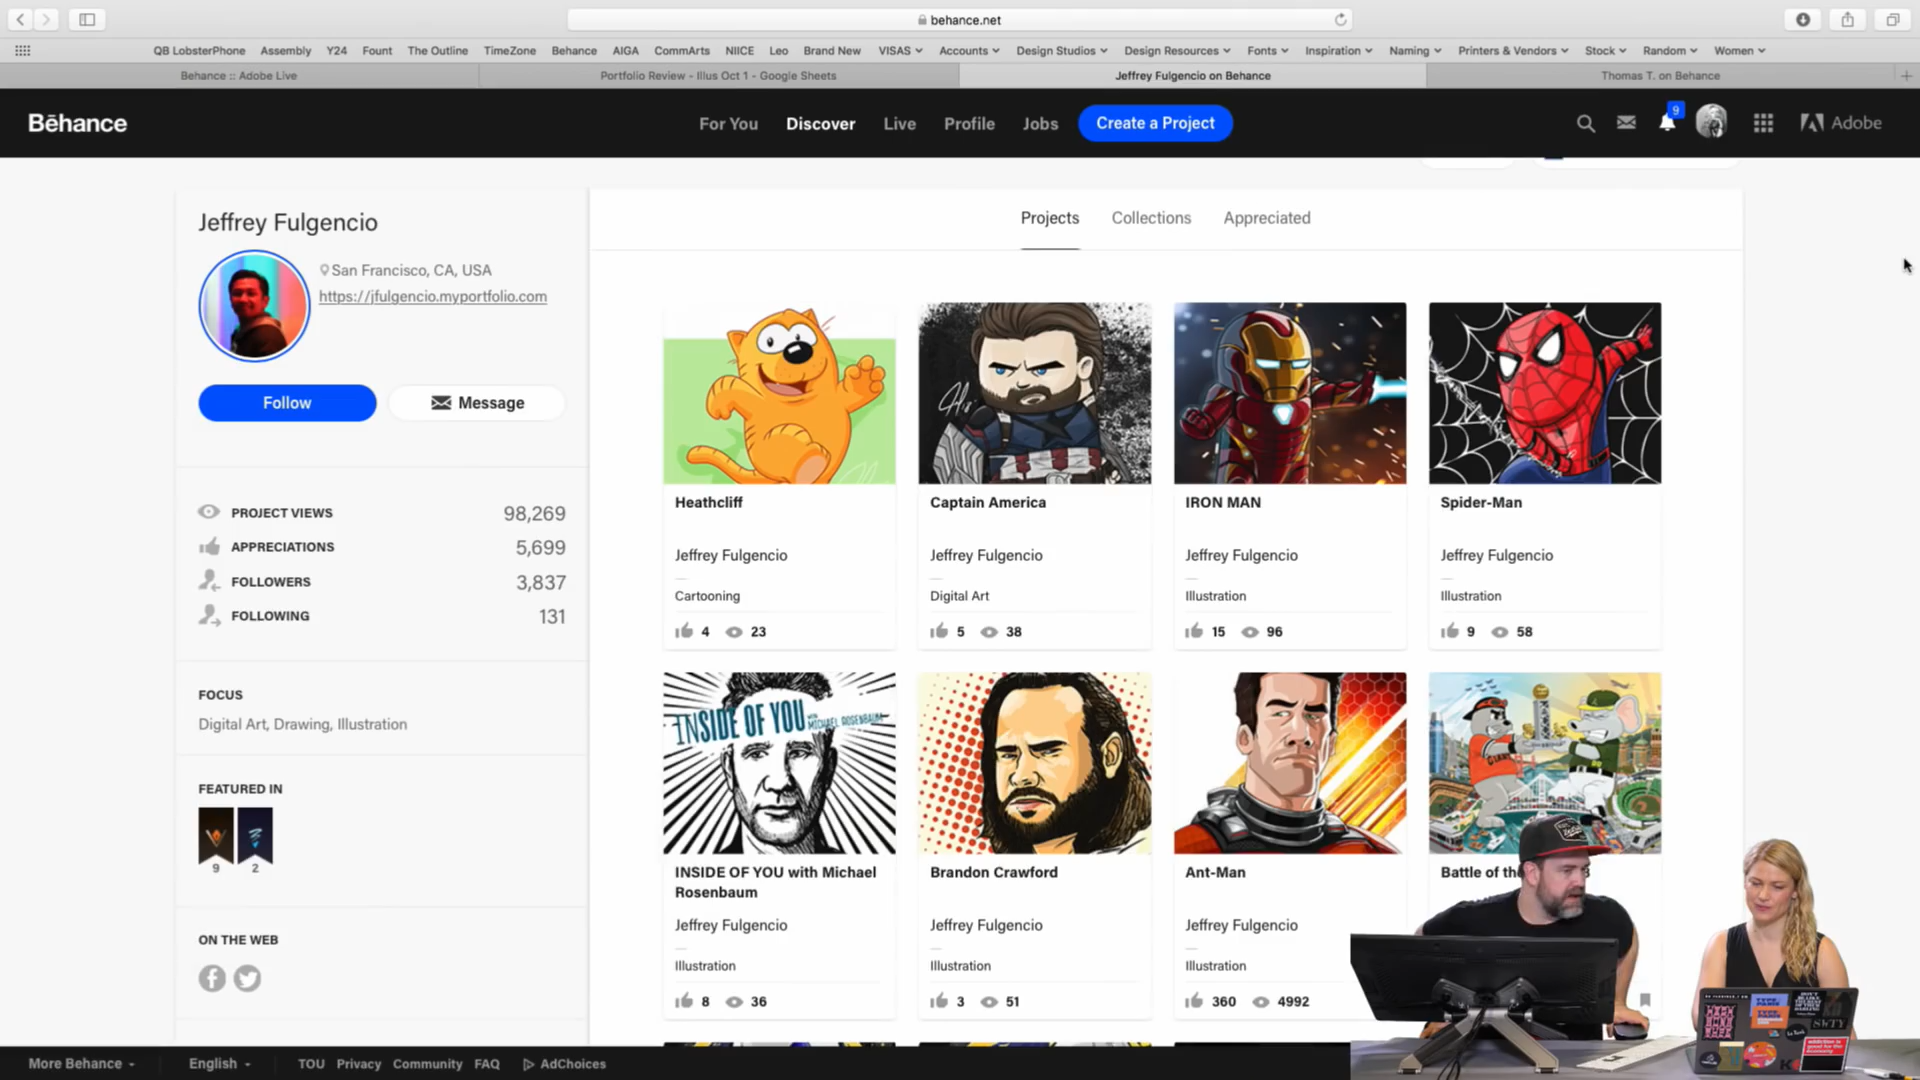 behance.net
QB LobsterPhone Assembly Y24 Fount The Outline TimeZone Behance AIGA CommArts NIICE Leo Brand New VISAS Accounts Design Studios Design Resources Fonts Inspiration Naming Printers & Vendors Stock Random Women
Behance :: Adobe Live Portfolio Review - Illus Oct 1 - Google Sheets Jeffrey Fulgencio on Behance Thomas T. on Behance
Bēhance For You Discover Live Profile Jobs Create a Project 9 Adobe
Jeffrey Fulgencio
San Francisco, CA, USA
https://jfulgencio.myportfolio.com
Follow Message
PROJECT VIEWS 98,269
APPRECIATIONS 5,699
FOLLOWERS 3,837
FOLLOWING 131
FOCUS
Digital Art, Drawing, Illustration
FEATURED IN
9 2
ON THE WEB
Projects Collections Appreciated
Heathcliff
Jeffrey Fulgencio
Cartooning
4 23
Captain America
Jeffrey Fulgencio
Digital Art
5 38
IRON MAN
Jeffrey Fulgencio
Illustration
15 96
Spider-Man
Jeffrey Fulgencio
Illustration
9 58
INSIDE OF YOU WITH MICHAEL ROSENBAUM
INSIDE OF YOU with Michael
Rosenbaum
Jeffrey Fulgencio
Illustration
8 36
Brandon Crawford
Jeffrey Fulgencio
Illustration
3 51
Ant-Man
Jeffrey Fulgencio
Illustration
360 4992
GIANTS
Battle of th
More Behance English TOU Privacy Community FAQ AdChoices